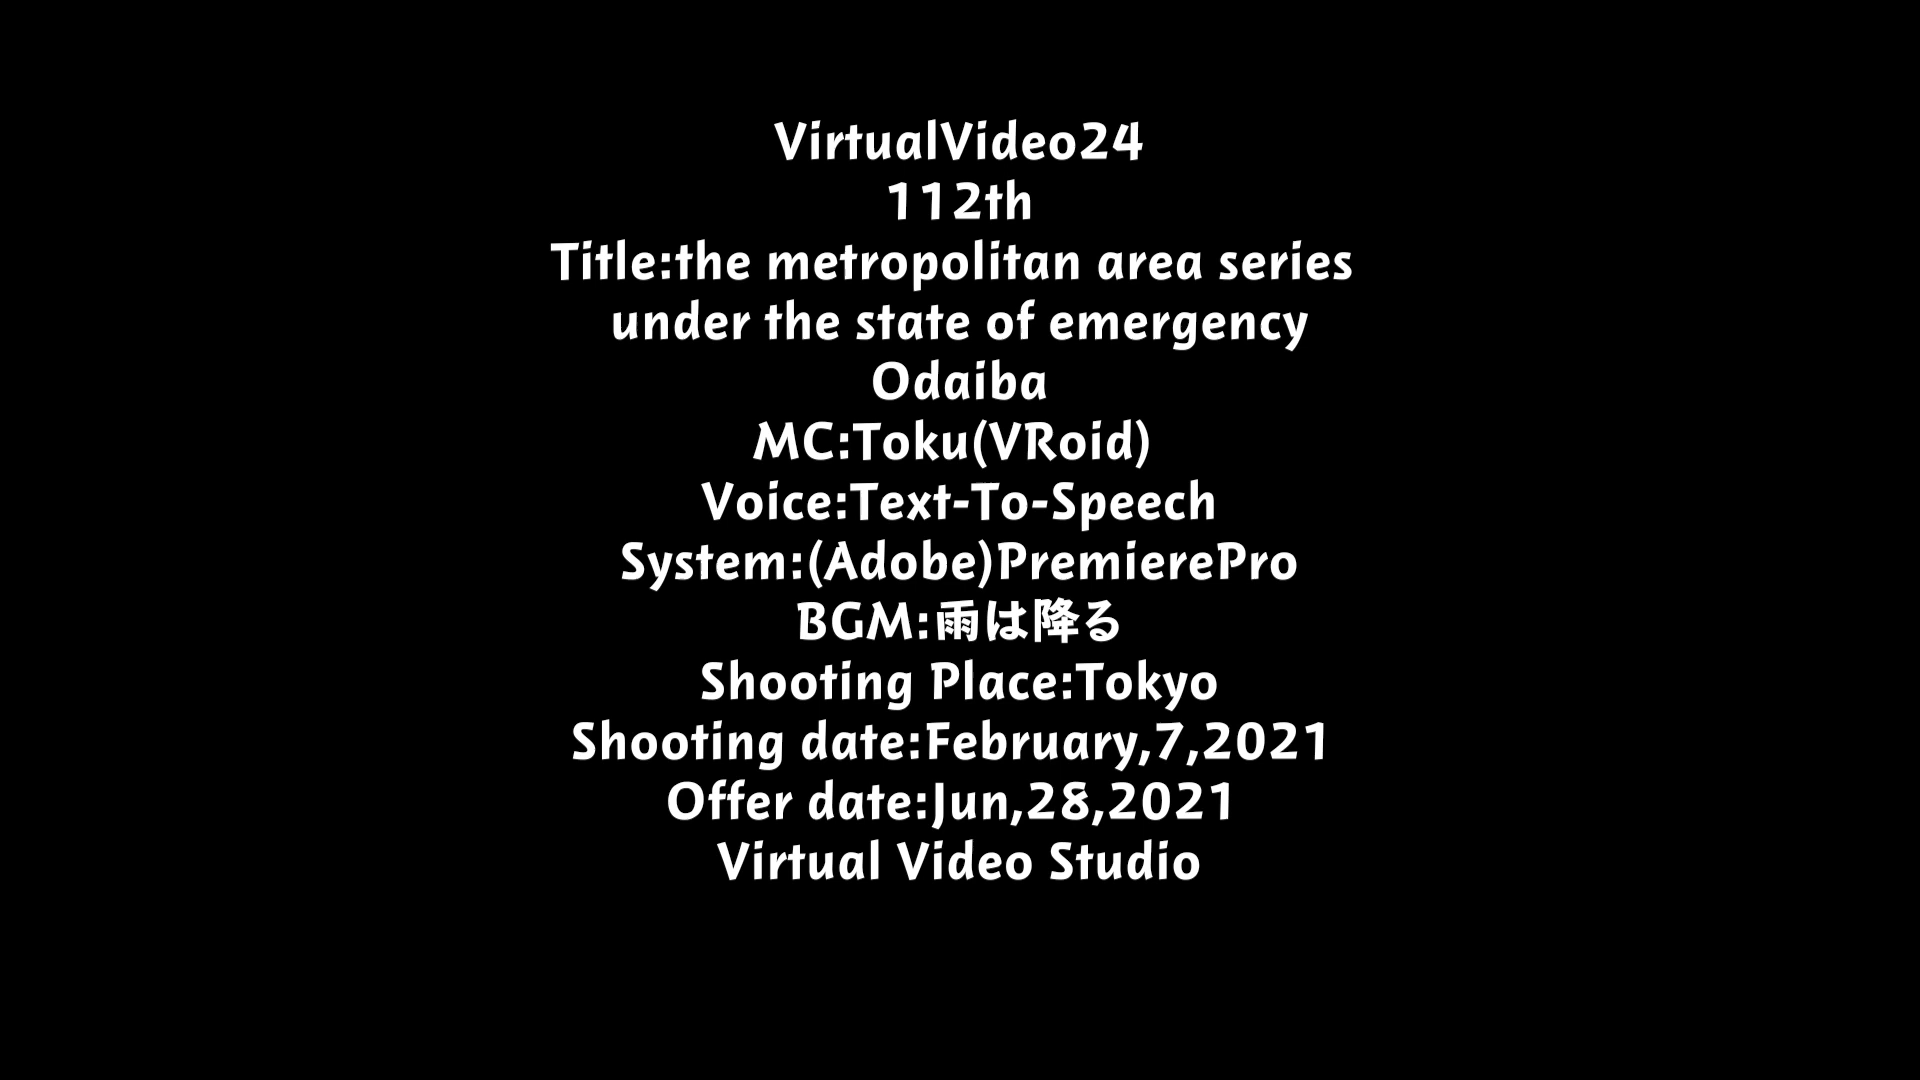 VirtualVideo24
112th
Title:the metropolitan area series
under the state of emergency
Odaiba
MC:Toku(VRoid)
Voice:Text-To-Speech
System:(Adobe)PremierePro
BGM:雨は降る
Shooting Place:Tokyo
Shooting date:February,7,2021
Offer date:Jun,28,2021
Virtual Video Studio